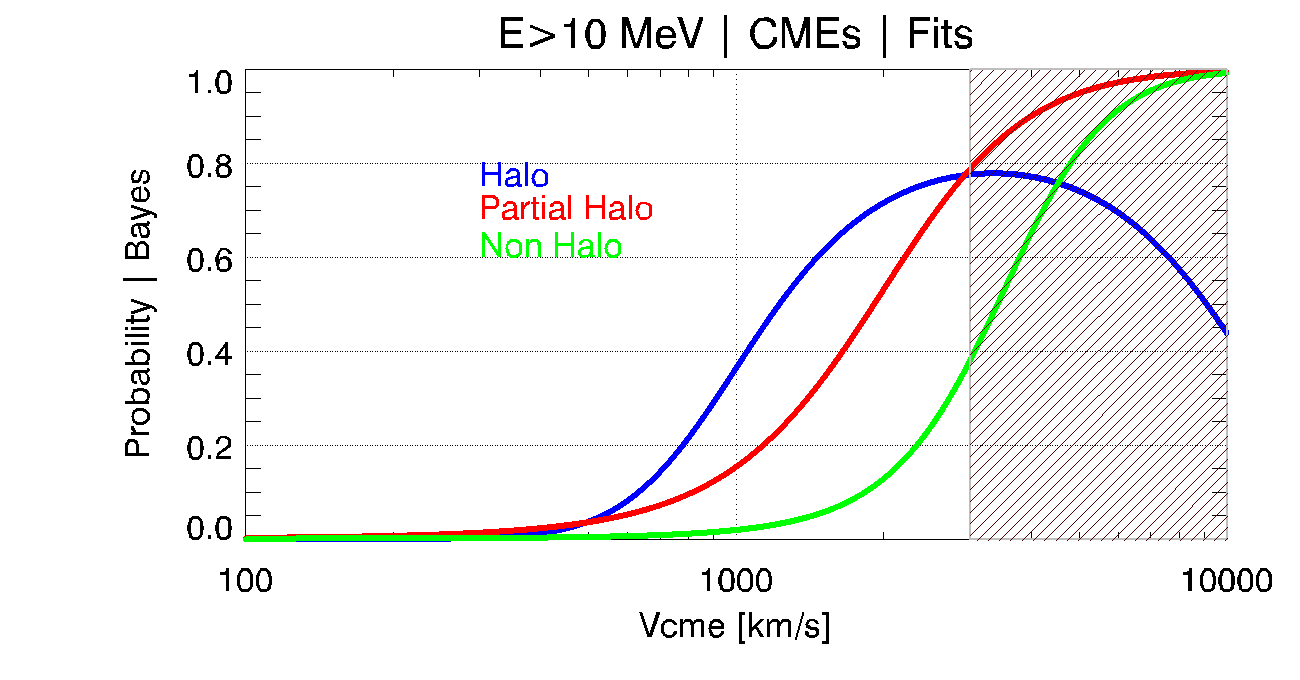 E>10 MeV | CMEs | Fits
Probability | Bayes
1.0
0.8
0.6
0.4
0.2
0.0
Halo
Partial Halo
Non Halo
100
1000
10000
Vcme [km/s]